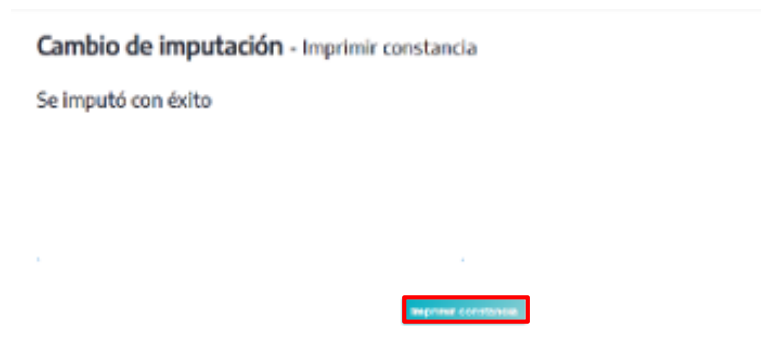 Cambio de imputación - Imprimir constancia
Se imputó con éxito
Imprimir constancia